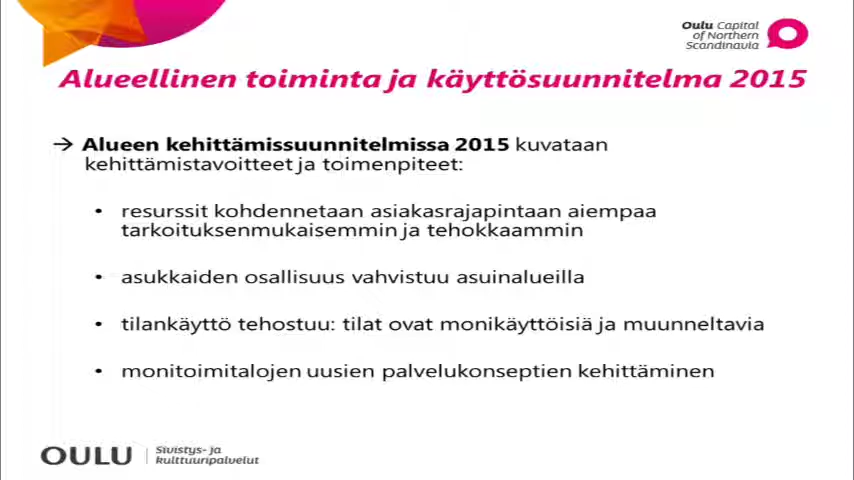 Oulu Capital
of Northern
Scandinavia
Alueellinen toiminta ja käyttösuunnitelma 2015
→ Alueen kehittämissuunnitelmissa 2015 kuvataan
kehittämistavoitteet ja toimenpiteet:
• resurssit kohdennetaan asiakasrajapintaan aiempaa
tarkoituksenmukaisemmin ja tehokkaammin
• asukkaiden osallisuus vahvistuu asuinalueilla
• tilankäyttö tehostuu: tilat ovat monikäyttöisiä ja muunneltavia
• monitoimitalojen uusien palvelukonseptien kehittäminen
OULU
Sivistys- ja
kulttuuripalvelut